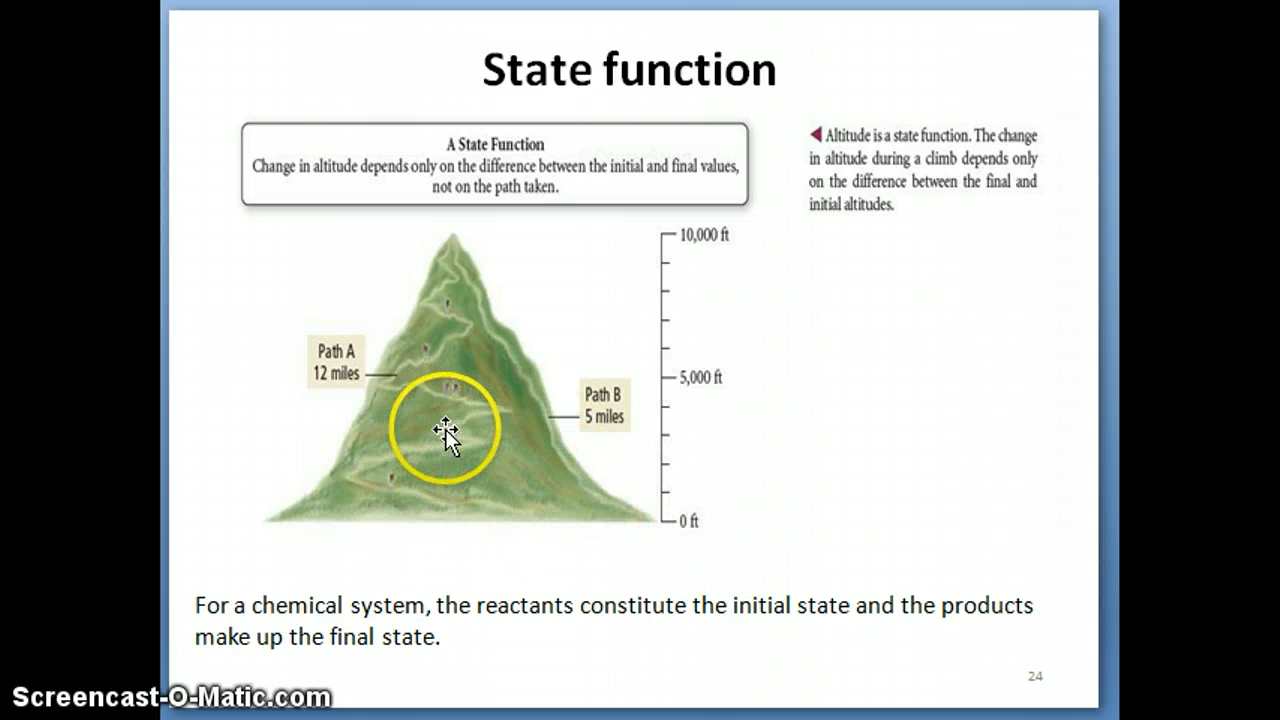 State function
A State Function
Change in altitude depends only on the difference between the initial and final values,
not on the path taken.
Altitude is a state function. The change
in altitude during a climb depends only
on the difference between the final and
initial altitudes.
10,000 ft
Path A
12 miles
5,000 ft
Path B
5 miles
0 ft
For a chemical system, the reactants constitute the initial state and the products
make up the final state.
24
Screencast-O-Matic.com